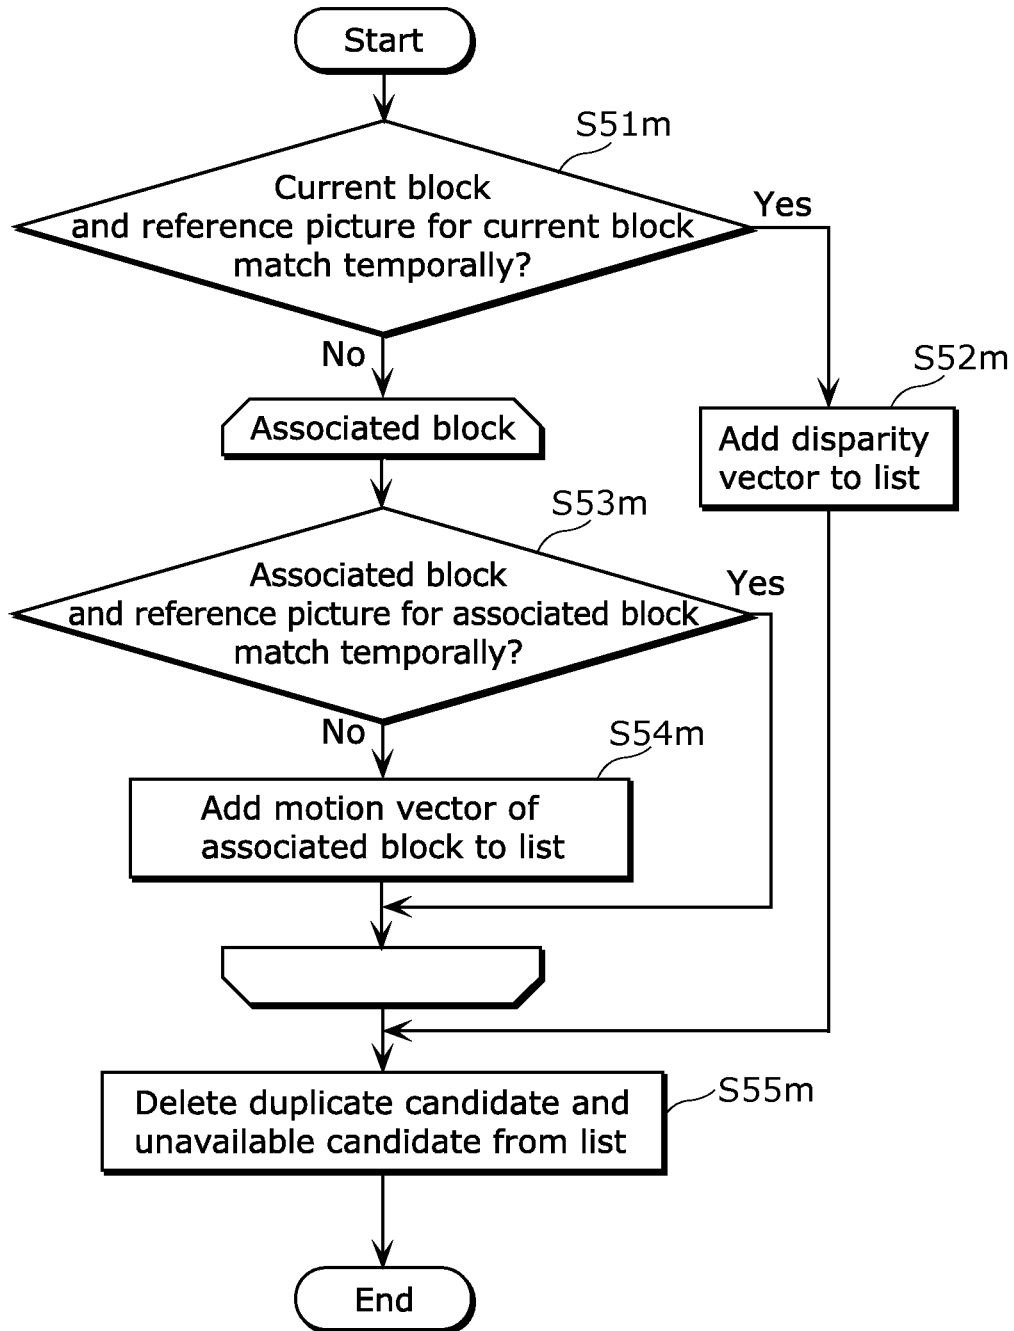 Start
S51m
Current block
and reference picture for current block
match temporally?
Yes
No
S52m
Add disparity
vector to list
Associated block
S53m
Associated block
and reference picture for associated block
match temporally?
Yes
No
S54m
Add motion vector of
associated block to list
S55m
Delete duplicate candidate and
unavailable candidate from list
End